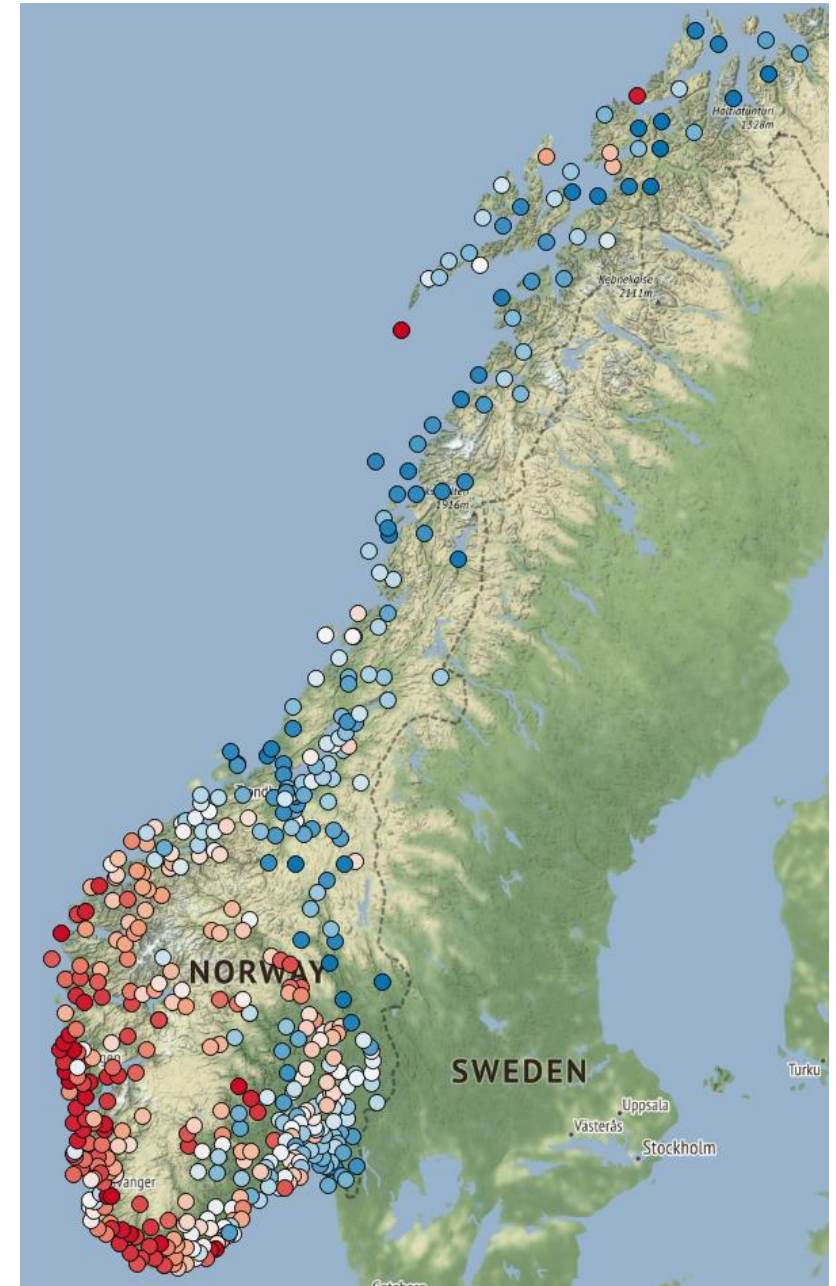 Haltiatunturi
1328m
Kebnekaise
2111m
1916m
NORWAY
SWEDEN
Turku
Uppsala
Västerås
Stockholm